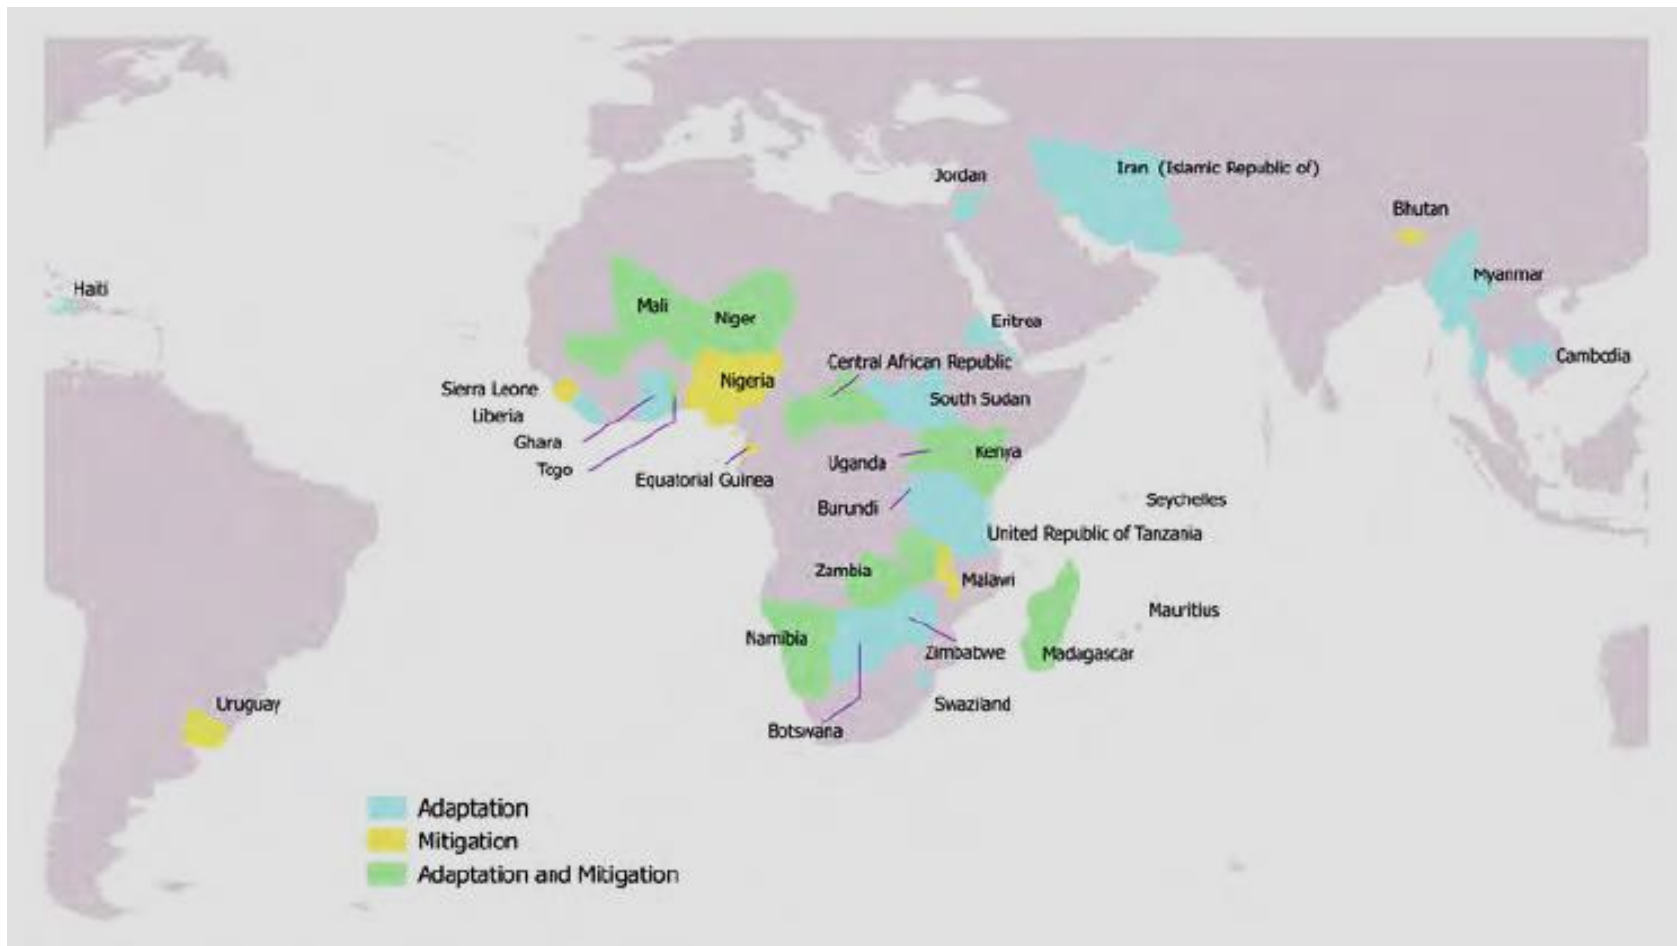 Jordan
Iran (Islamic Republic of)
Bhutan
Myanmar
Haiti
Mali
Niger
Eritrea
Central African Republic
Cambodia
Nigeria
Sierra Leone
South Sudan
Liberia
Ghara
Togo
Equatorial Guinea
Uganda
Kenya
Burundi
Seychelles
United Republic of Tanzania
Zambia
Malawi
Mauritius
Namibia
Zimbabwe
Madagascar
Swaziland
Uruguay
Botswana
Adaptation
Mitigation
Adaptation and Mitigation